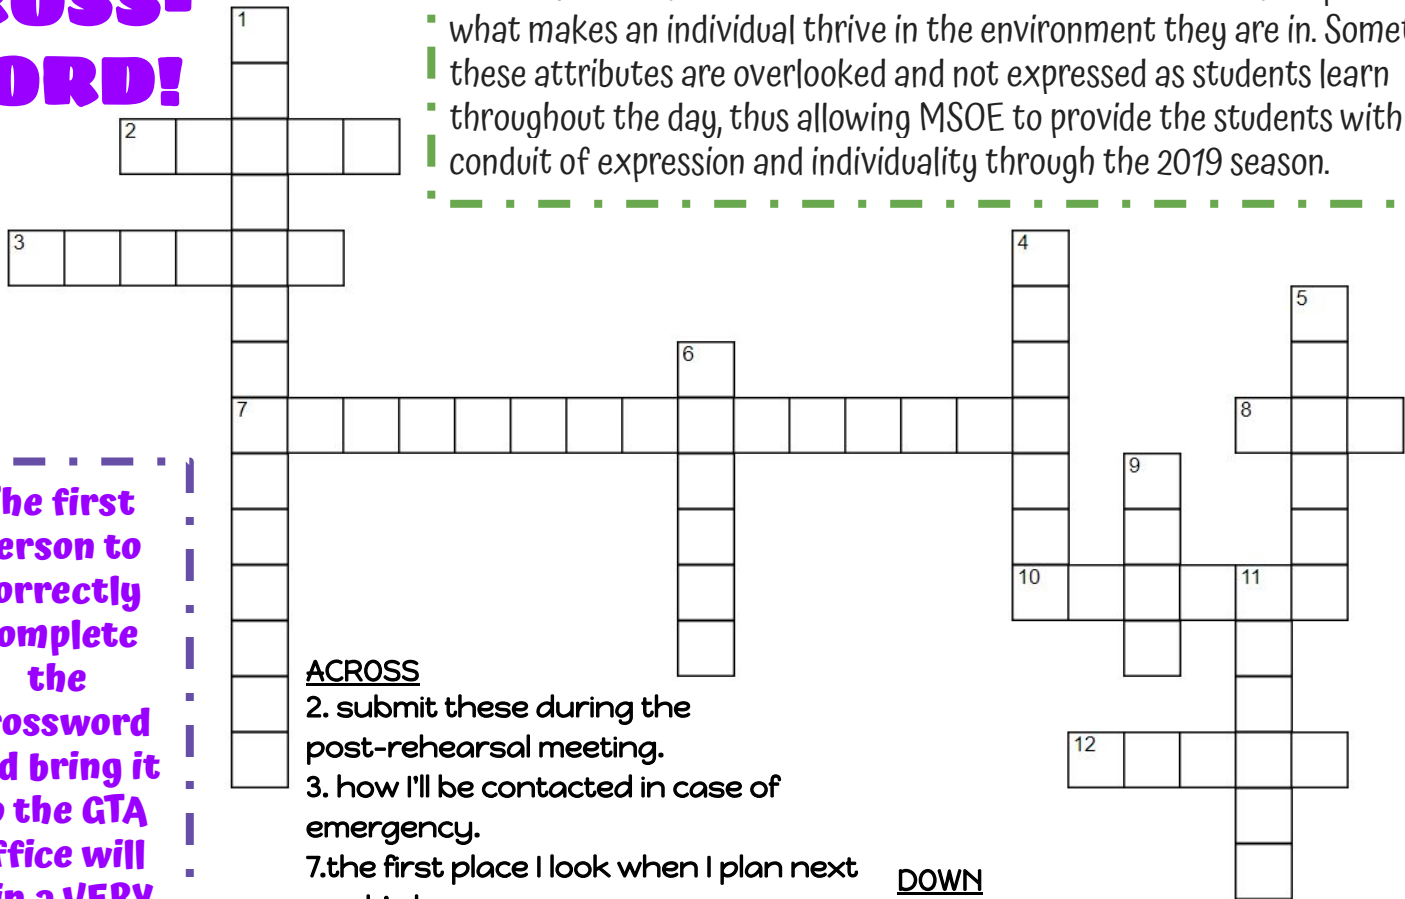 ORD!
what makes an individual thrive in the environment they are in.
these attributes are overlooked and not expressed as students learn
throughout the day, thus allowing MSOE to provide the students with
conduit of expression and individuality through the 2019 season.
1
2
3
4
5
6
7
8
9
10
11
12
he first
erson to
orrectly
omplete
the
rossword
d bring it
the GTA
ffice will
in a VERY
ACROSS
2. submit these during the
post-rehearsal meeting.
3. how I'll be contacted in case of
emergency.
7.the first place I look when I plan next
DOWN